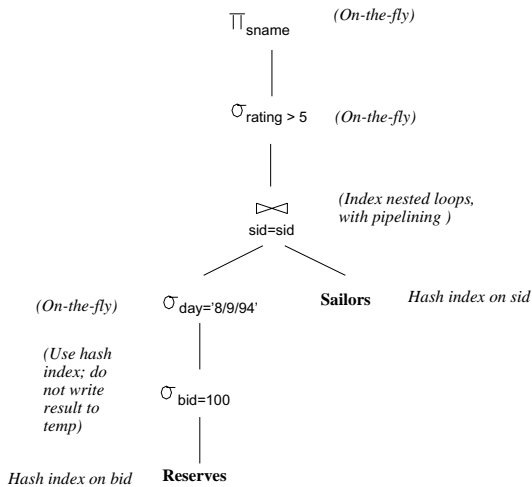 π sname (On-the-fly)
σ rating > 5 (On-the-fly)
(Index nested loops,
with pipelining )
⋈
sid=sid
(On-the-fly) σ day='8/9/94' Sailors Hash index on sid
(Use hash
index; do
not write
result to
temp)
σ bid=100
Hash index on bid Reserves